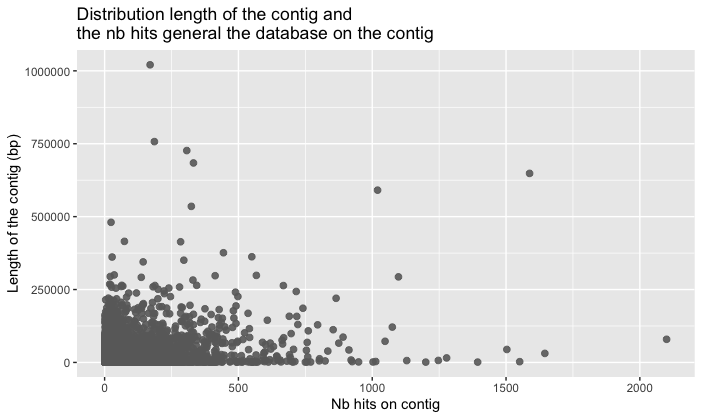 Distribution length of the contig and
the nb hits general the database on the contig
Length of the contig (bp)
1000000
750000
500000
250000
0
0
500
1000
1500
2000
Nb hits on contig